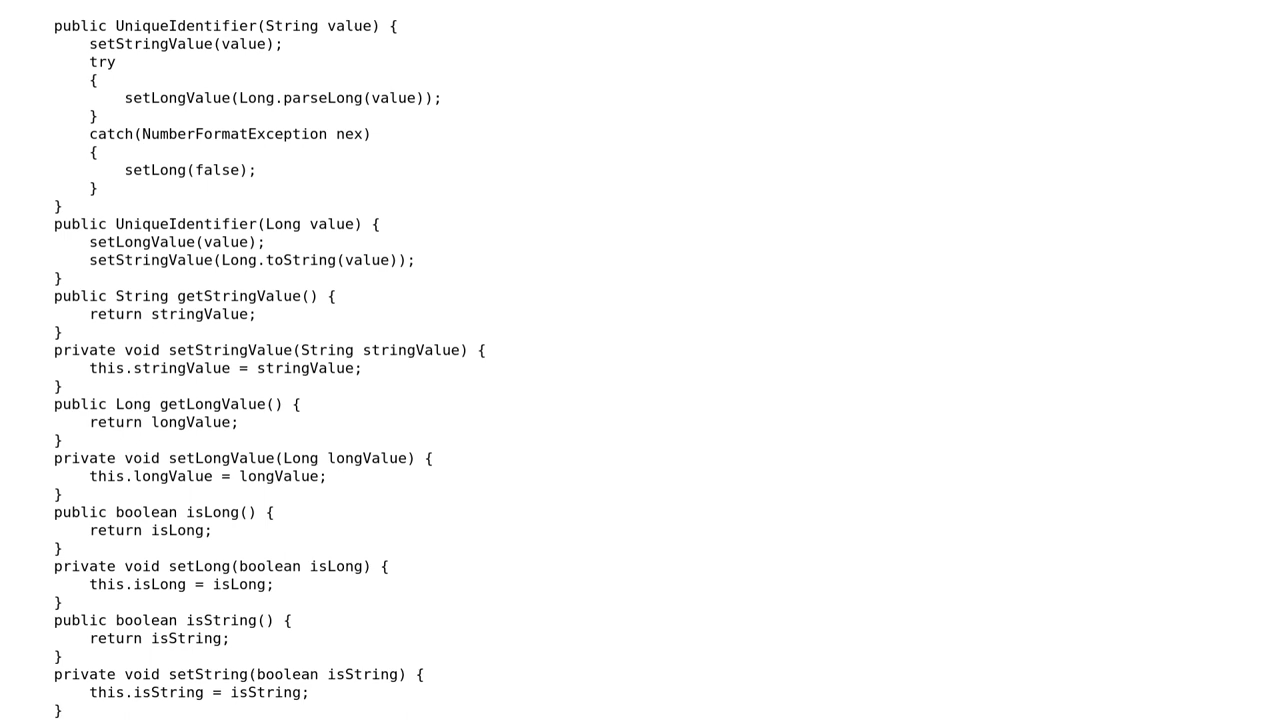 public UniqueIdentifier(String value) {
    setStringValue(value);
    try
    {
        setLongValue(Long.parseLong(value));
    }
    catch(NumberFormatException nex)
    {
        setLong(false);
    }
}
public UniqueIdentifier(Long value) {
    setLongValue(value);
    setStringValue(Long.toString(value));
}
public String getStringValue() {
    return stringValue;
}
private void setStringValue(String stringValue) {
    this.stringValue = stringValue;
}
public Long getLongValue() {
    return longValue;
}
private void setLongValue(Long longValue) {
    this.longValue = longValue;
}
public boolean isLong() {
    return isLong;
}
private void setLong(boolean isLong) {
    this.isLong = isLong;
}
public boolean isString() {
    return isString;
}
private void setString(boolean isString) {
    this.isString = isString;
}